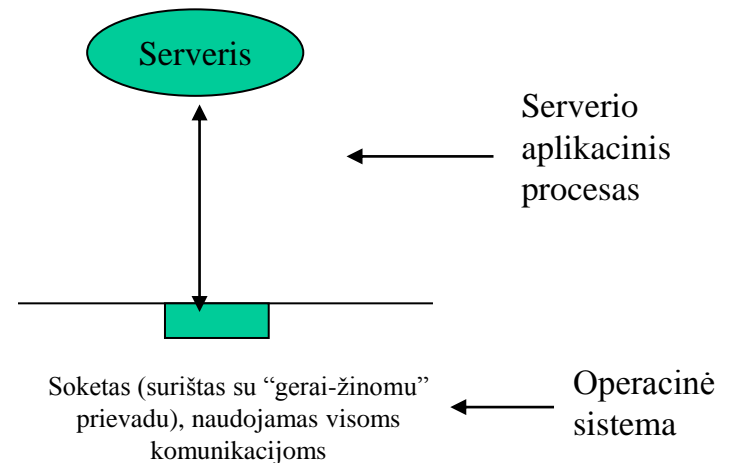 Serveris
Serverio
aplikacinis
procesas
Soketas (surištas su “gerai-žinomu”
prievadu), naudojamas visoms
komunikacijoms
Operacinė
sistema